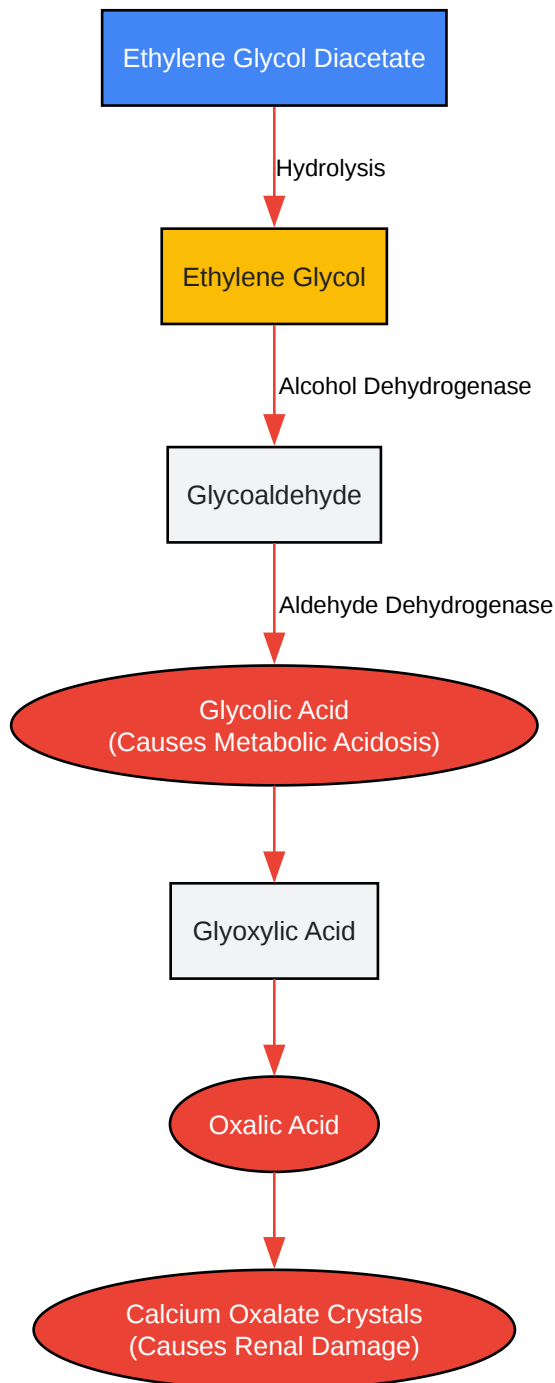 Ethylene Glycol Diacetate
Hydrolysis
Ethylene Glycol
Alcohol Dehydrogenase
Glycoaldehyde
Aldehyde Dehydrogenase
Glycolic Acid
(Causes Metabolic Acidosis)
Glyoxylic Acid
Oxalic Acid
Calcium Oxalate Crystals
(Causes Renal Damage)